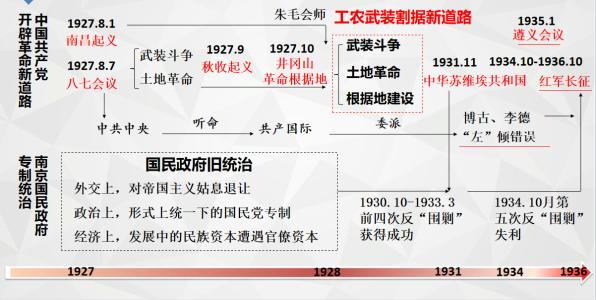 中国共产党
开辟革命新道路
1927.8.1
南昌起义
1927.8.7
八七会议
武装斗争
土地革命
1927.9
秋收起义
朱毛会师
1927.10
井冈山
革命根据地
工农武装割据新道路
武装斗争
土地革命
根据地建设
1931.11
中华苏维埃共和国
1935.1
遵义会议
1934.10-1936.10
红军长征
中共中央
听命
共产国际
委派
博古、李德
“左”倾错误
南京国民政府
专制统治
国民政府旧统治
外交上，对帝国主义姑息退让
政治上，形式上统一下的国民党专制
经济上，发展中的民族资本遭遇官僚资本
1930.10-1933.3
前四次反“围剿”
获得成功
1934.10月第
五次反“围剿”
失利
1927
1928
1931
1934
1936